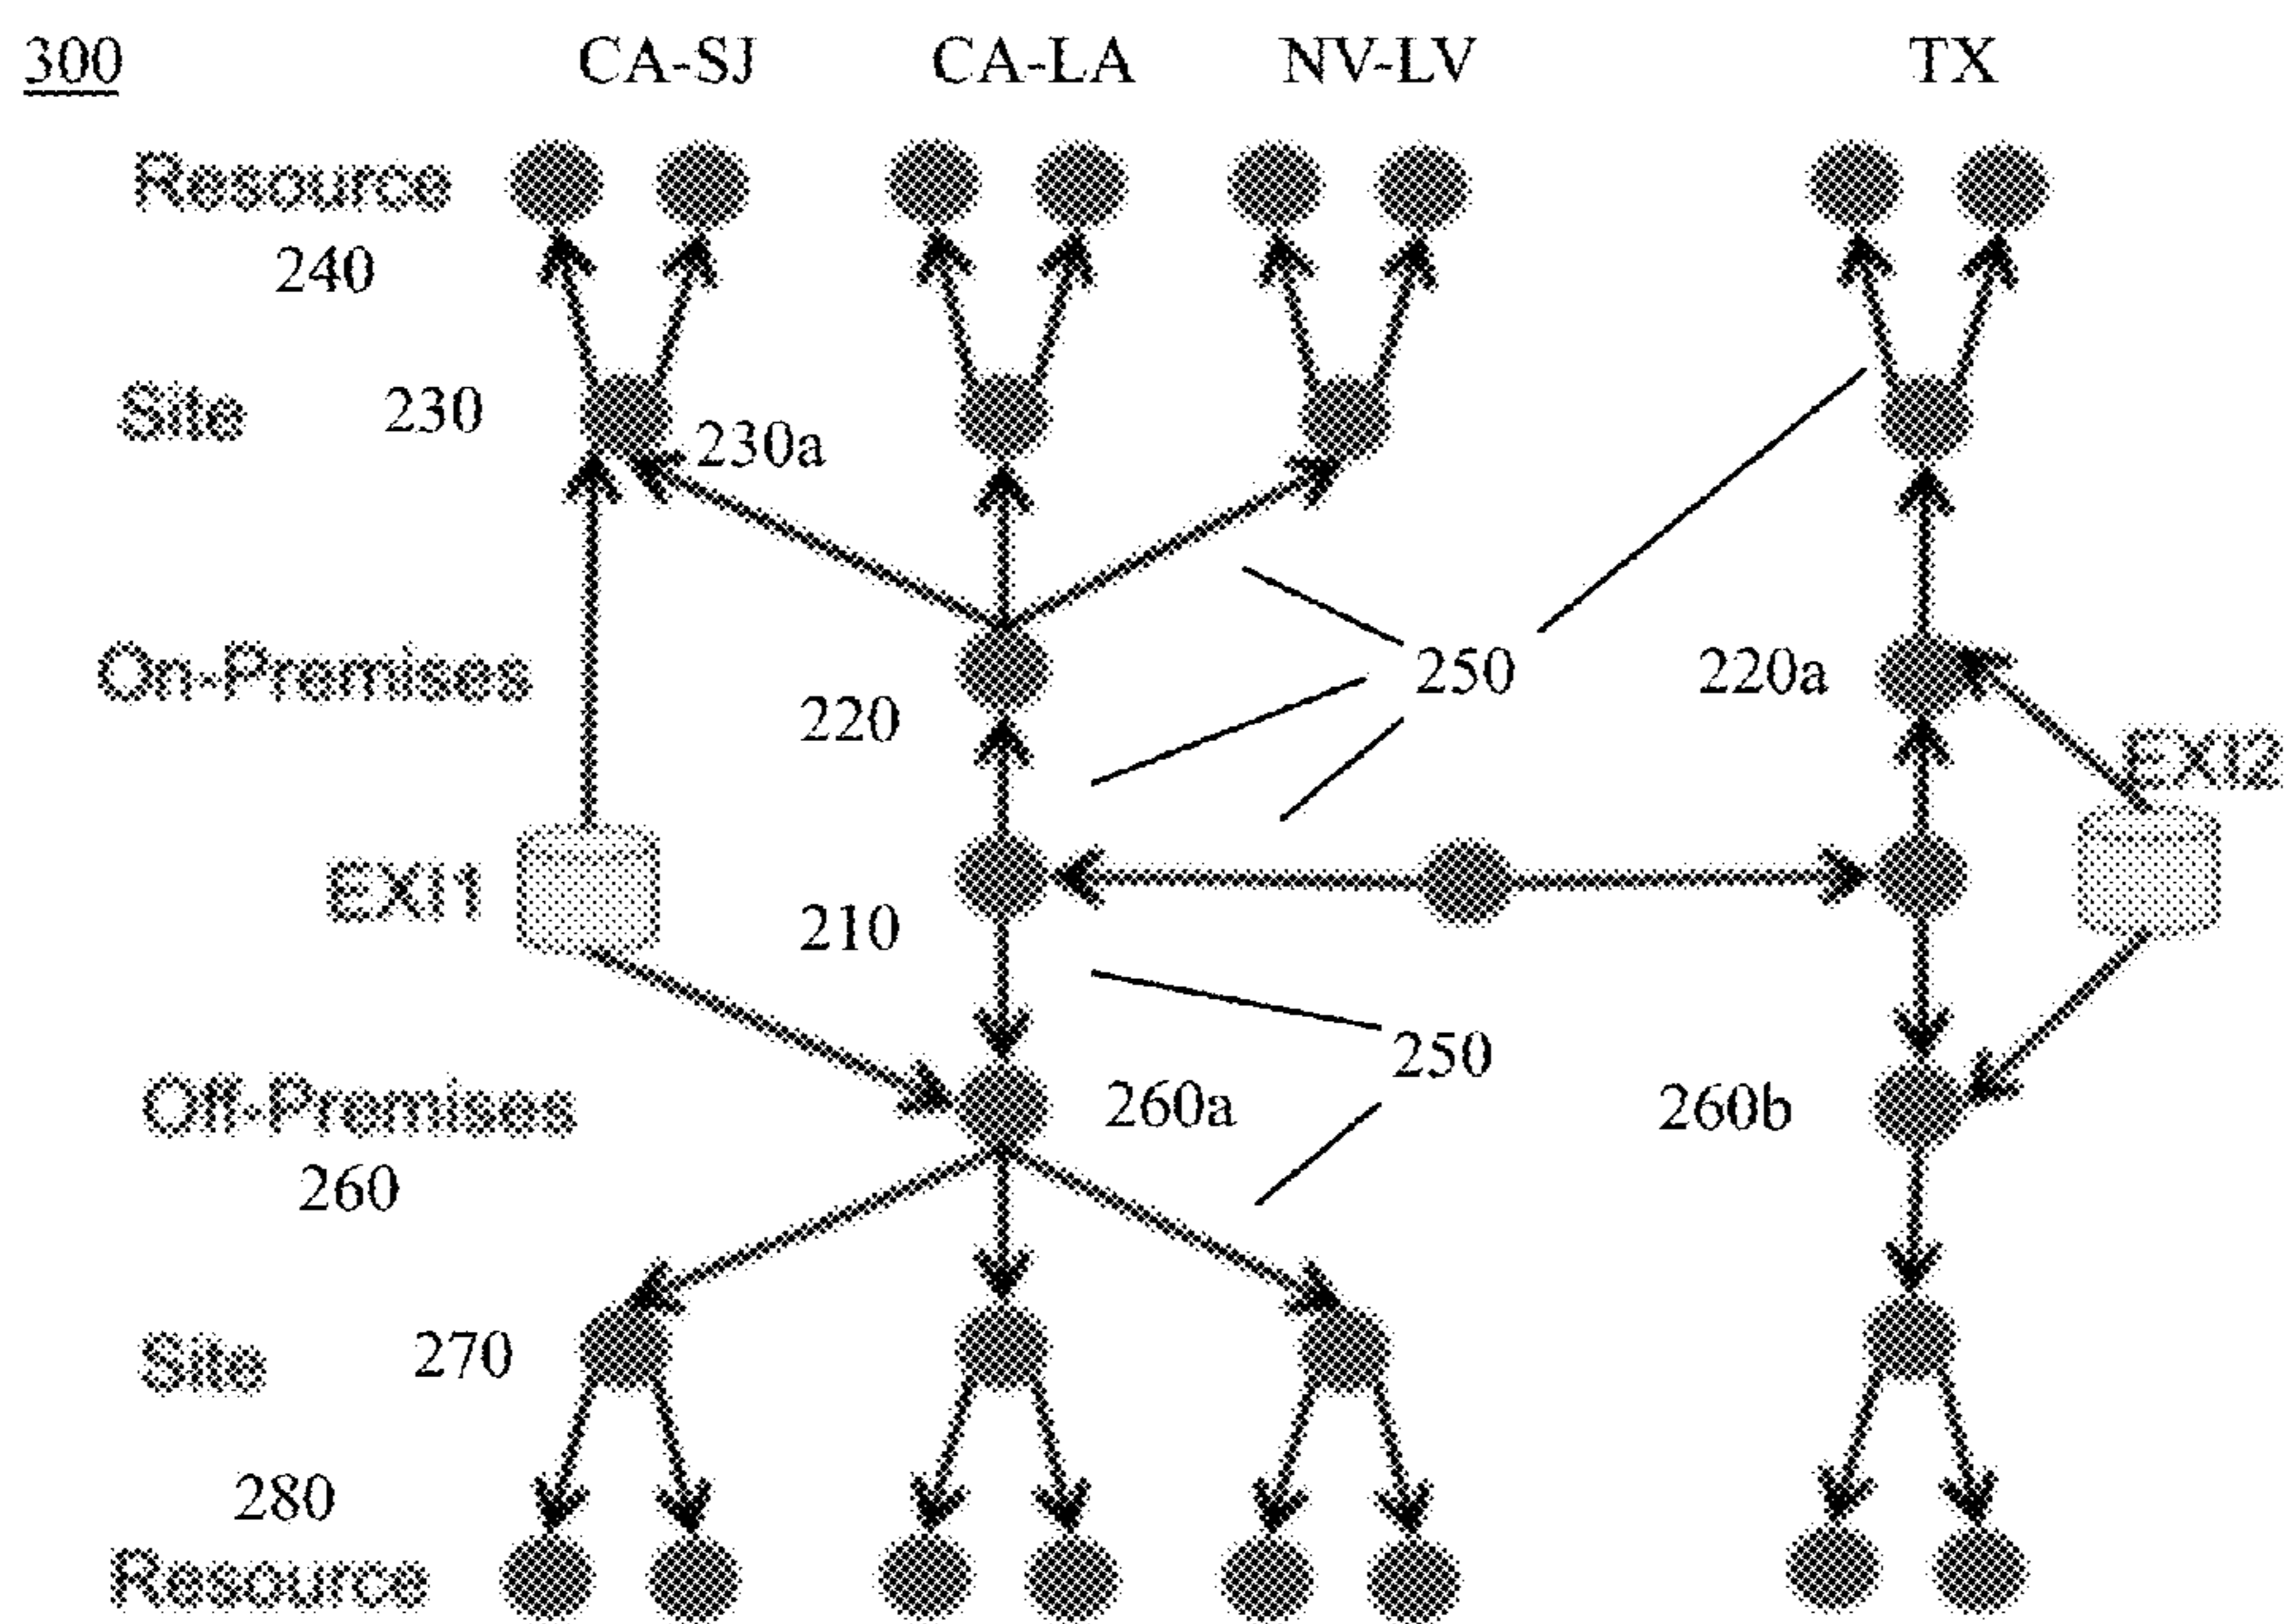 300 CA-SJ CA-LA NV-LV TX
Resource
240
Site 230
230a
On-Premises
250
220a
220
EXI2
EXI1
210
250
Off-Premises
260a
260b
260
Site 270
280
Resource